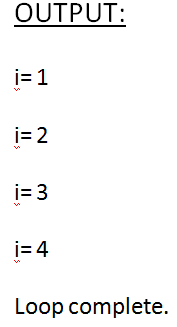 OUTPUT:
i= 1
i= 2
i= 3
i= 4
Loop complete.